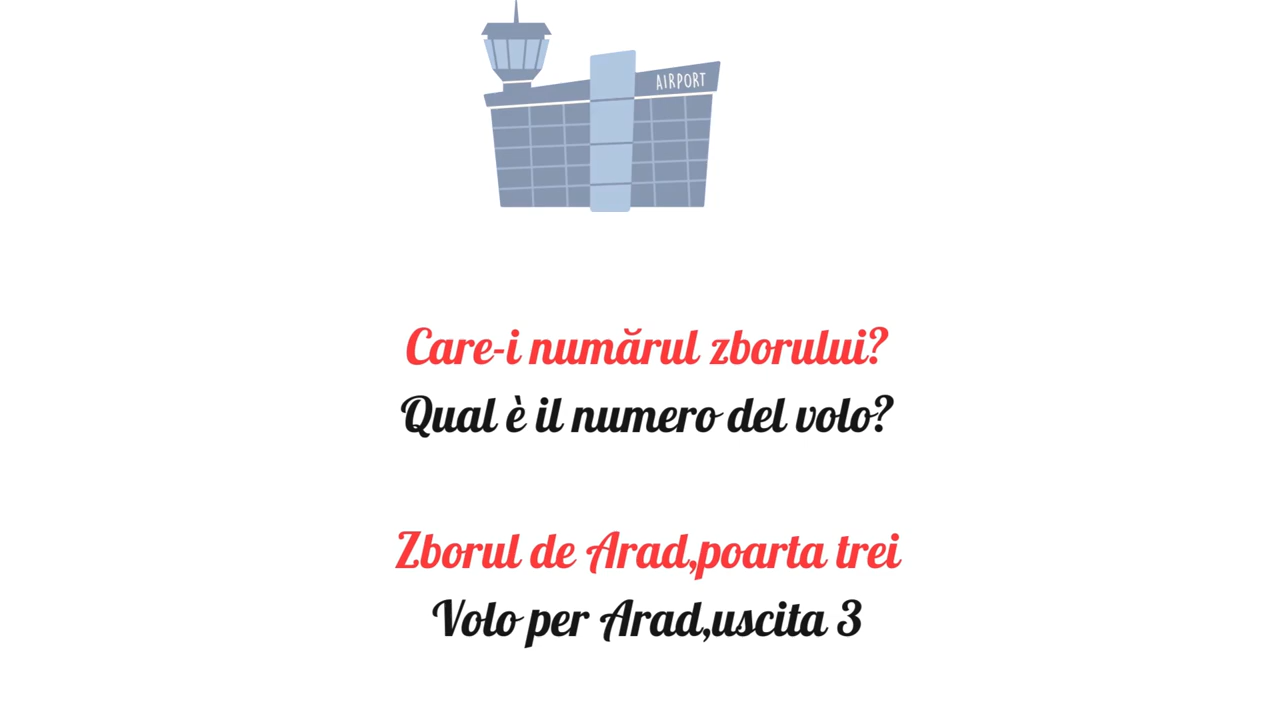 AIRPORT
Care-i numărul zborului?
Qual è il numero del volo?
Zborul de Arad,poarta trei
Volo per Arad,uscita 3